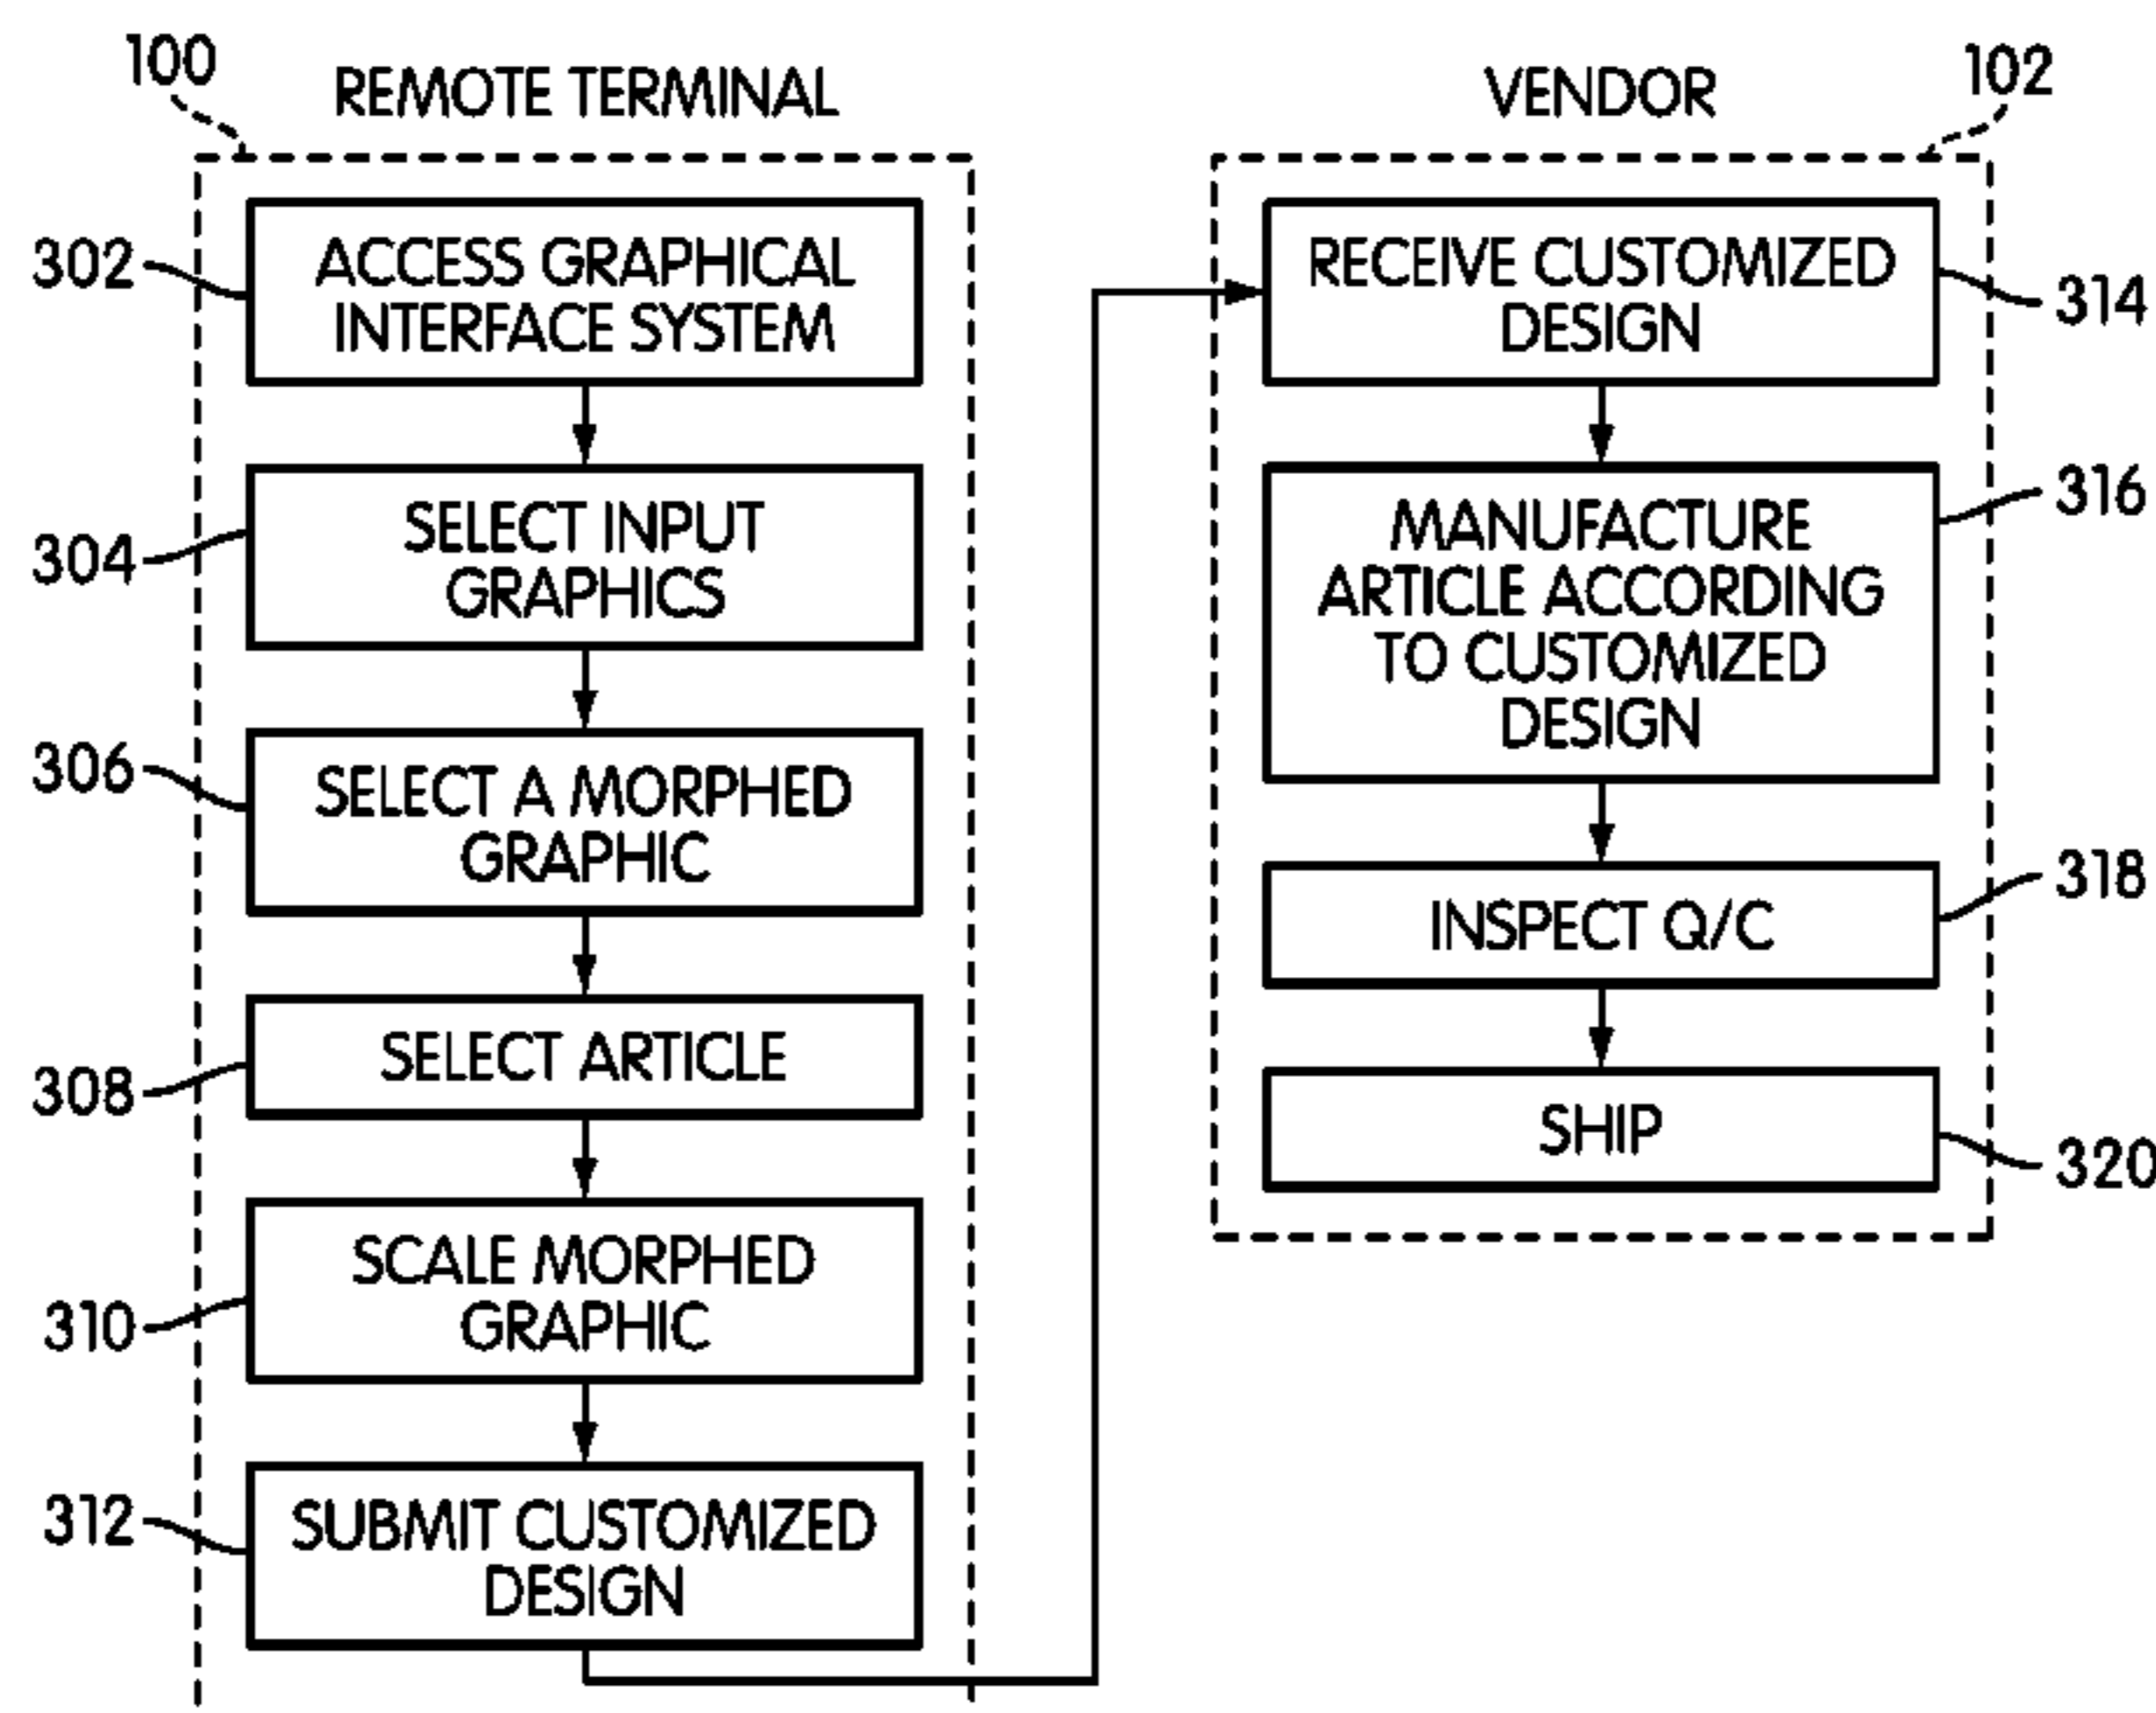 100
REMOTE TERMINAL
302
ACCESS GRAPHICAL
INTERFACE SYSTEM
304
SELECT INPUT
GRAPHICS
306
SELECT A MORPHED
GRAPHIC
308
SELECT ARTICLE
310
SCALE MORPHED
GRAPHIC
312
SUBMIT CUSTOMIZED
DESIGN
VENDOR
102
RECEIVE CUSTOMIZED
DESIGN
314
MANUFACTURE
ARTICLE ACCORDING
TO CUSTOMIZED
DESIGN
316
INSPECT Q/C
318
SHIP
320